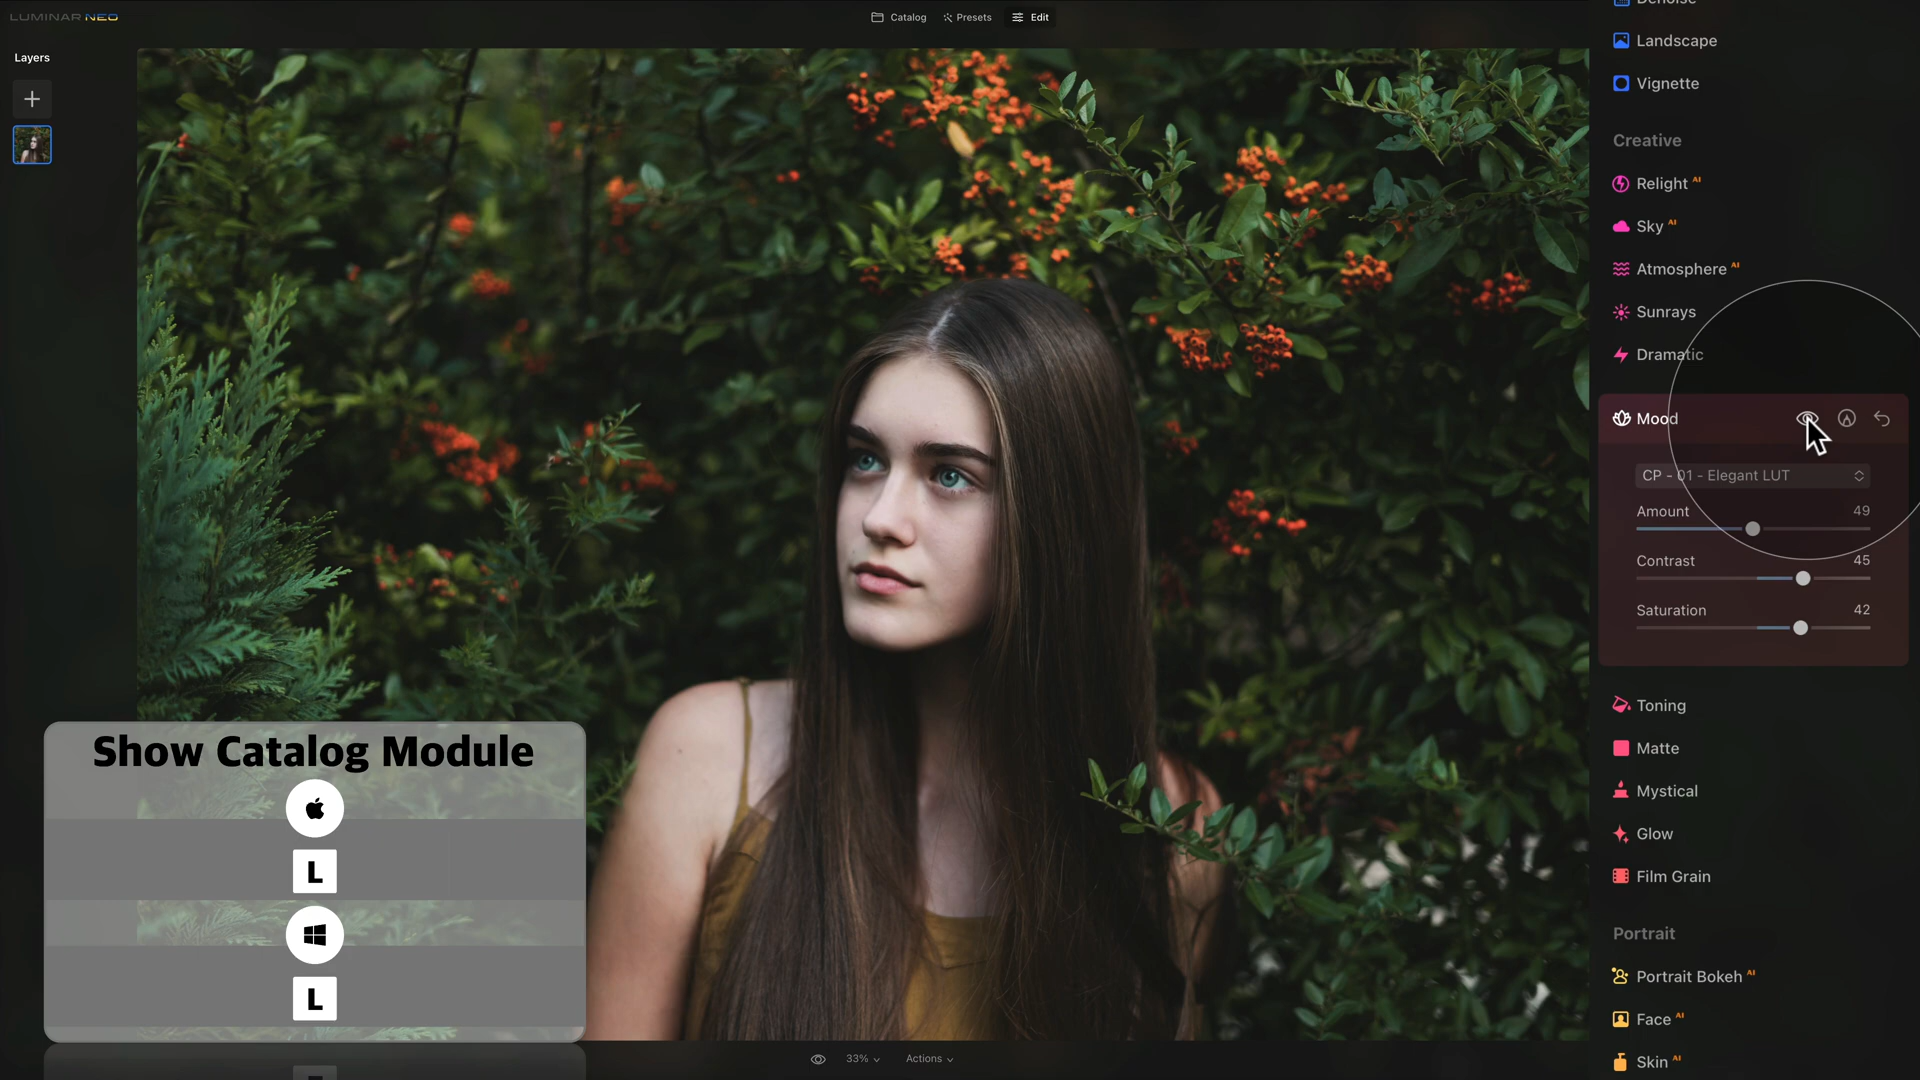 LUMINAR NEO
Catalog
Presets
Edit
Layers
Denoise
Landscape
Vignette
Creative
Relight AI
Sky AI
Atmosphere AI
Sunrays
Dramatic
Mood
CP - 01 - Elegant LUT
Amount 49
Contrast 45
Saturation 42
Toning
Matte
Mystical
Glow
Film Grain
Portrait
Portrait Bokeh AI
Face AI
Skin AI
Show Catalog Module
L
L
33%
Actions